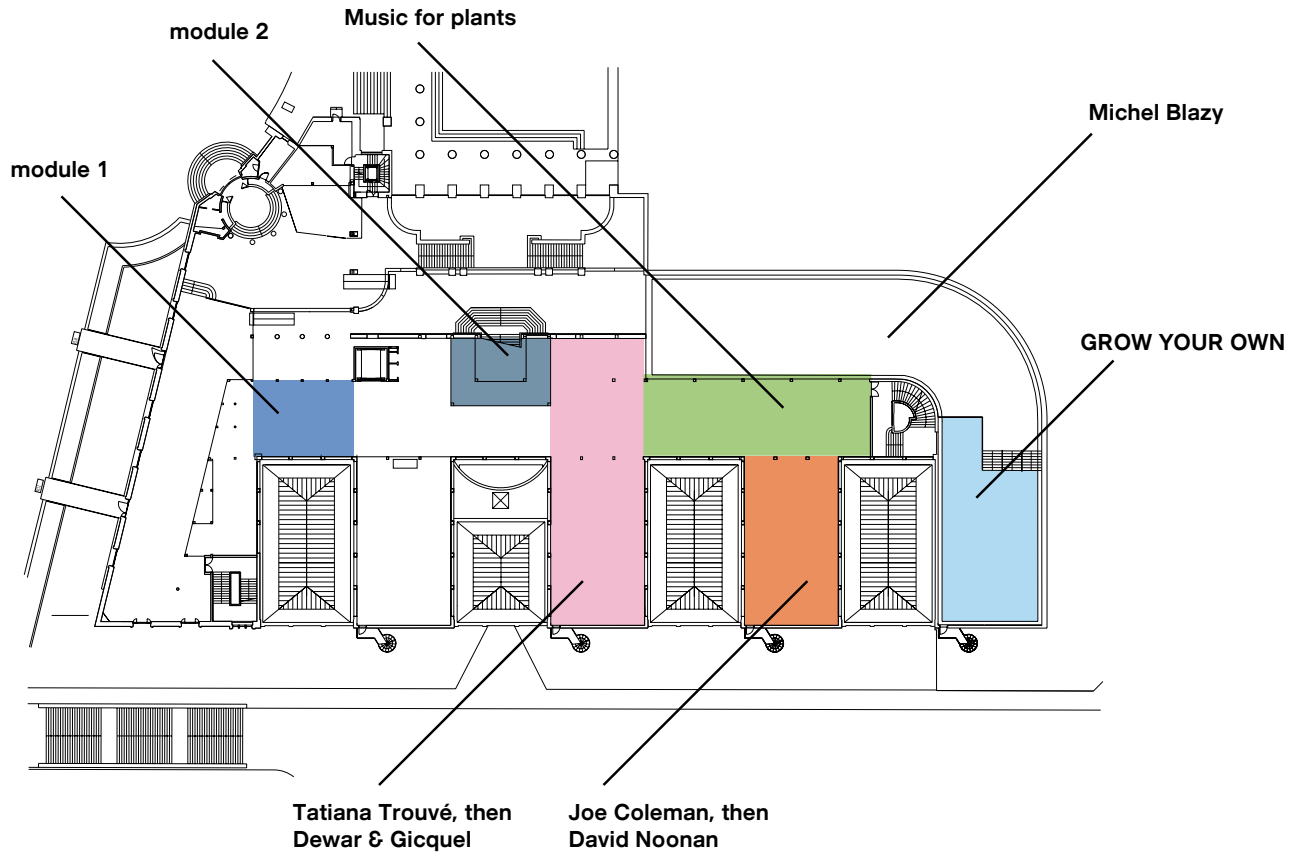 Music for plants
module 2
Michel Blazy
module 1
GROW YOUR OWN
Tatiana Trouvé, then
Dewar & Gicquel
Joe Coleman, then
David Noonan